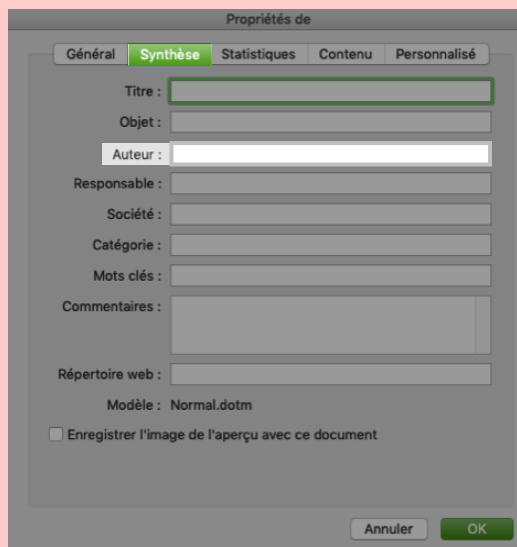 Propriétés de
Général Synthèse Statistiques Contenu Personnalisé
Titre :
Objet :
Auteur :
Responsable :
Société :
Catégorie :
Mots clés :
Commentaires :
Répertoire web :
Modèle : Normal.dotm
Enregistrer l'image de l'aperçu avec ce document
Annuler OK